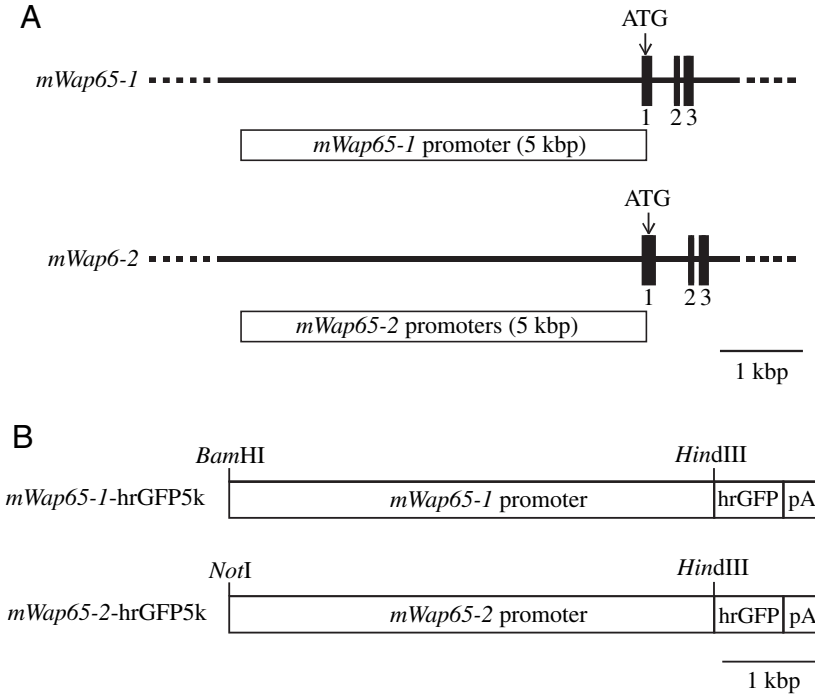 A
ATG
mWap65-1
1 2 3
mWap65-1 promoter (5 kbp)
ATG
mWap6-2
1 2 3
mWap65-2 promoters (5 kbp)
1 kbp
B
BamHI HindIII
mWap65-1-hrGFP5k mWap65-1 promoter hrGFP pA
NotI HindIII
mWap65-2-hrGFP5k mWap65-2 promoter hrGFP pA
1 kbp